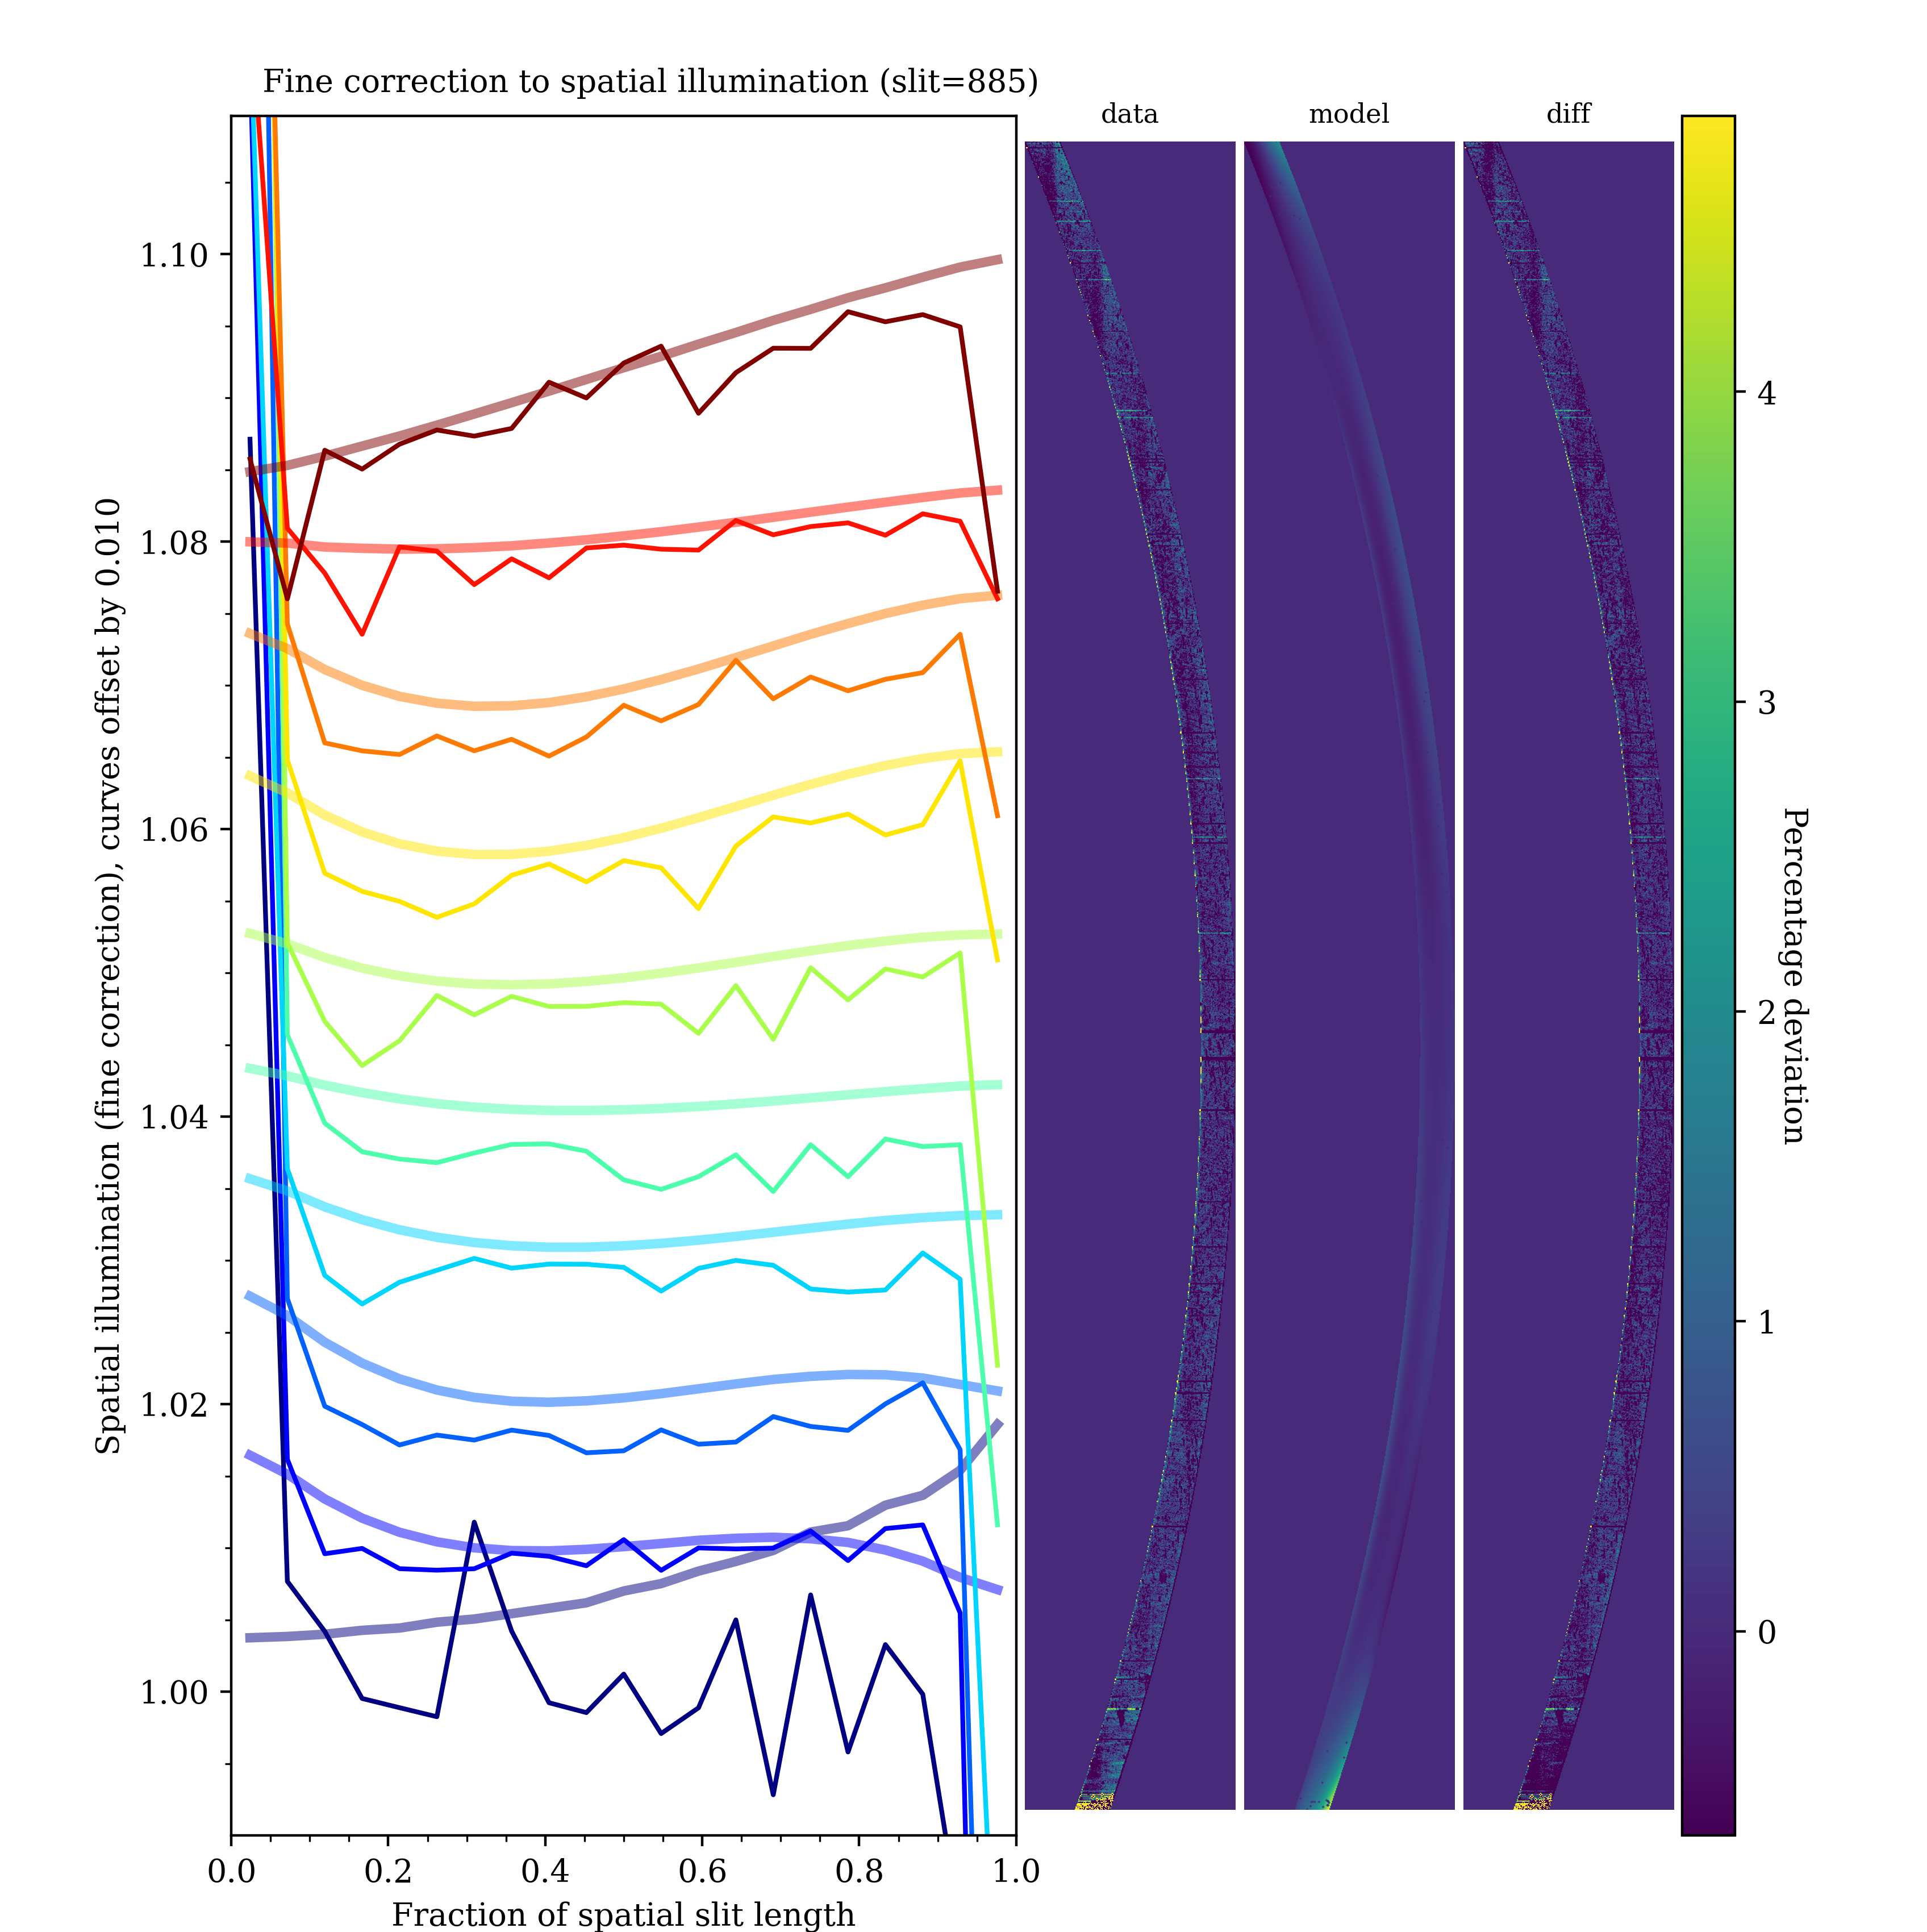 Fine correction to spatial illumination (slit=885)
data
model
diff
1.10
1.08
1.06
1.04
1.02
1.00
Spatial illumination (fine correction), curves offset by 0.010
0.0
0.2
0.4
0.6
0.8
1.0
Fraction of spatial slit length
4
3
2
1
0
Percentage deviation